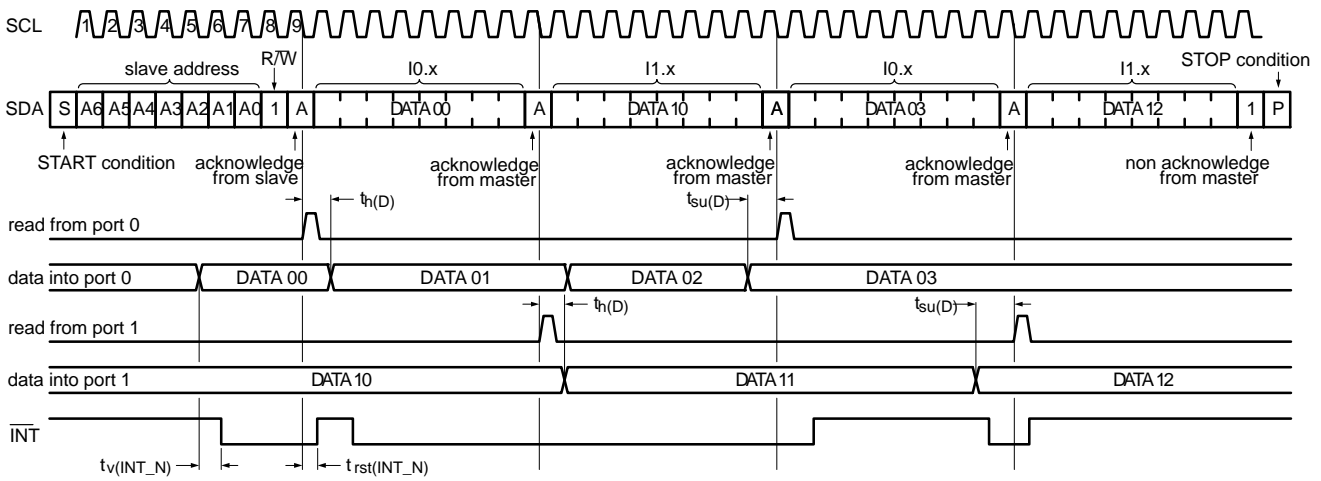 SCL 1 2 3 4 5 6 7 8 9
R/W STOP condition
slave address I0.x I1.x I0.x I1.x
SDA S A6 A5 A4 A3 A2 A1 A0 1 A DATA 00 A DATA 10 A DATA 03 A DATA 12 1 P
START condition acknowledge from slave acknowledge from master acknowledge from master acknowledge from master non acknowledge from master
th(D) tsu(D)
read from port 0
data into port 0 DATA 00 DATA 01 DATA 02 DATA 03
th(D) tsu(D)
read from port 1
data into port 1 DATA 10 DATA 11 DATA 12
INT
tv(INT_N) trst(INT_N)